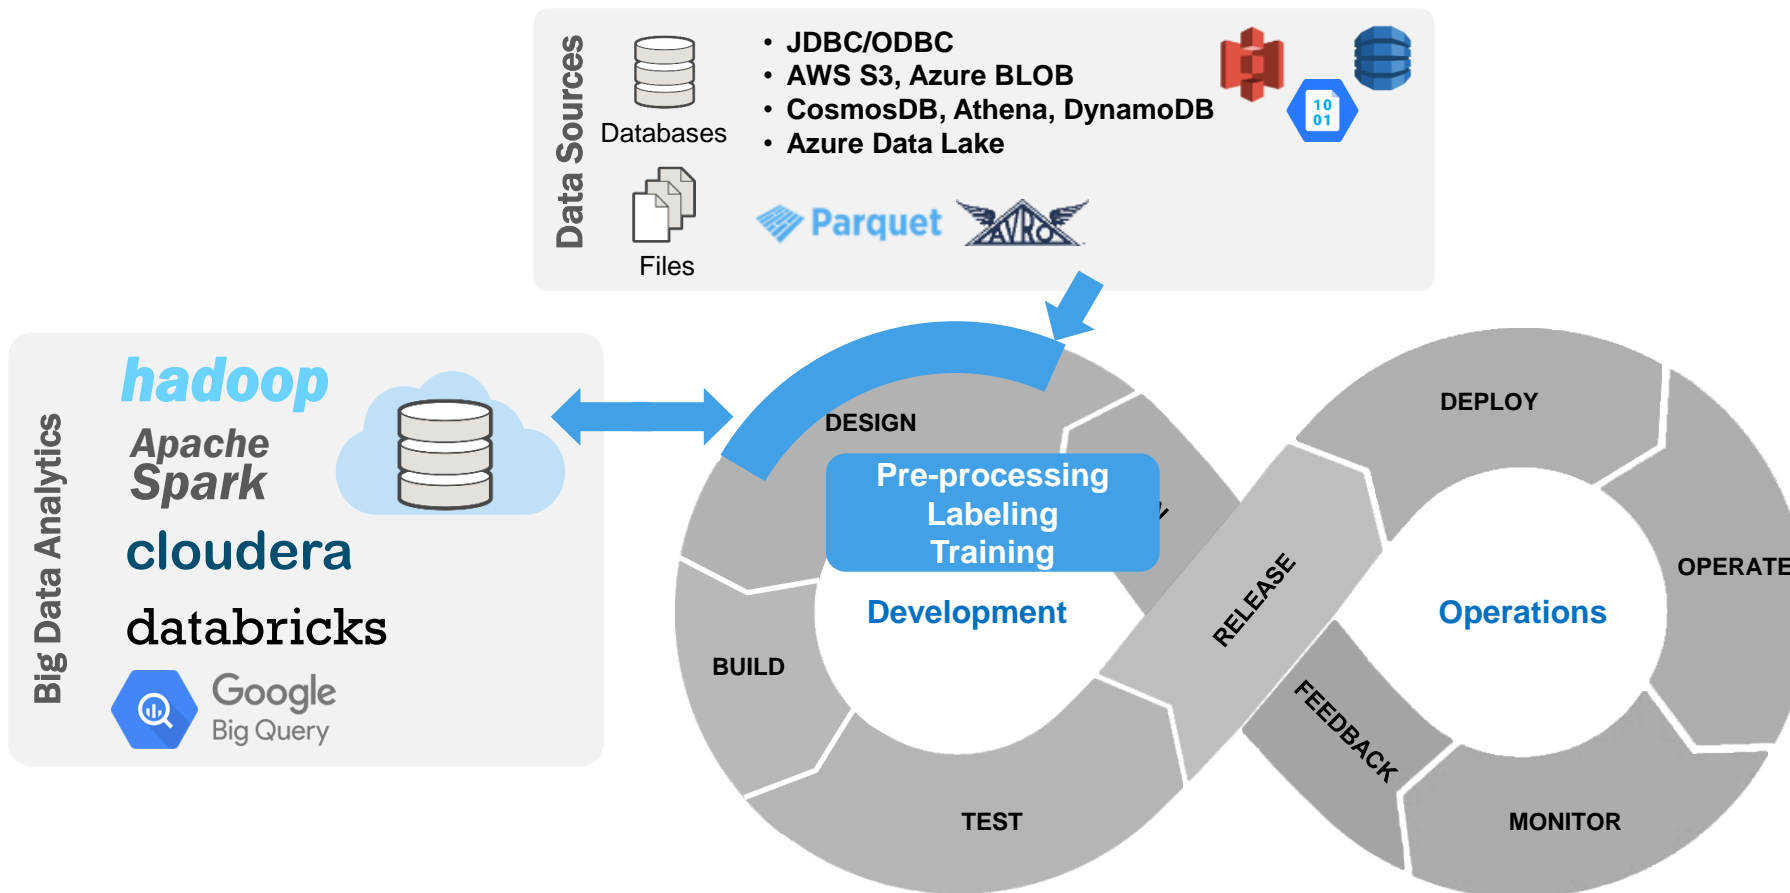 Data Sources
Databases
Files
• JDBC/ODBC
• AWS S3, Azure BLOB
• CosmosDB, Athena, DynamoDB
• Azure Data Lake
10
01
Parquet
AVRO
Big Data Analytics
hadoop
Apache
Spark
cloudera
databricks
Google
Big Query
DESIGN
Pre-processing
Labeling
Training
Development
BUILD
TEST
RELEASE
DEPLOY
OPERATE
Operations
FEEDBACK
MONITOR